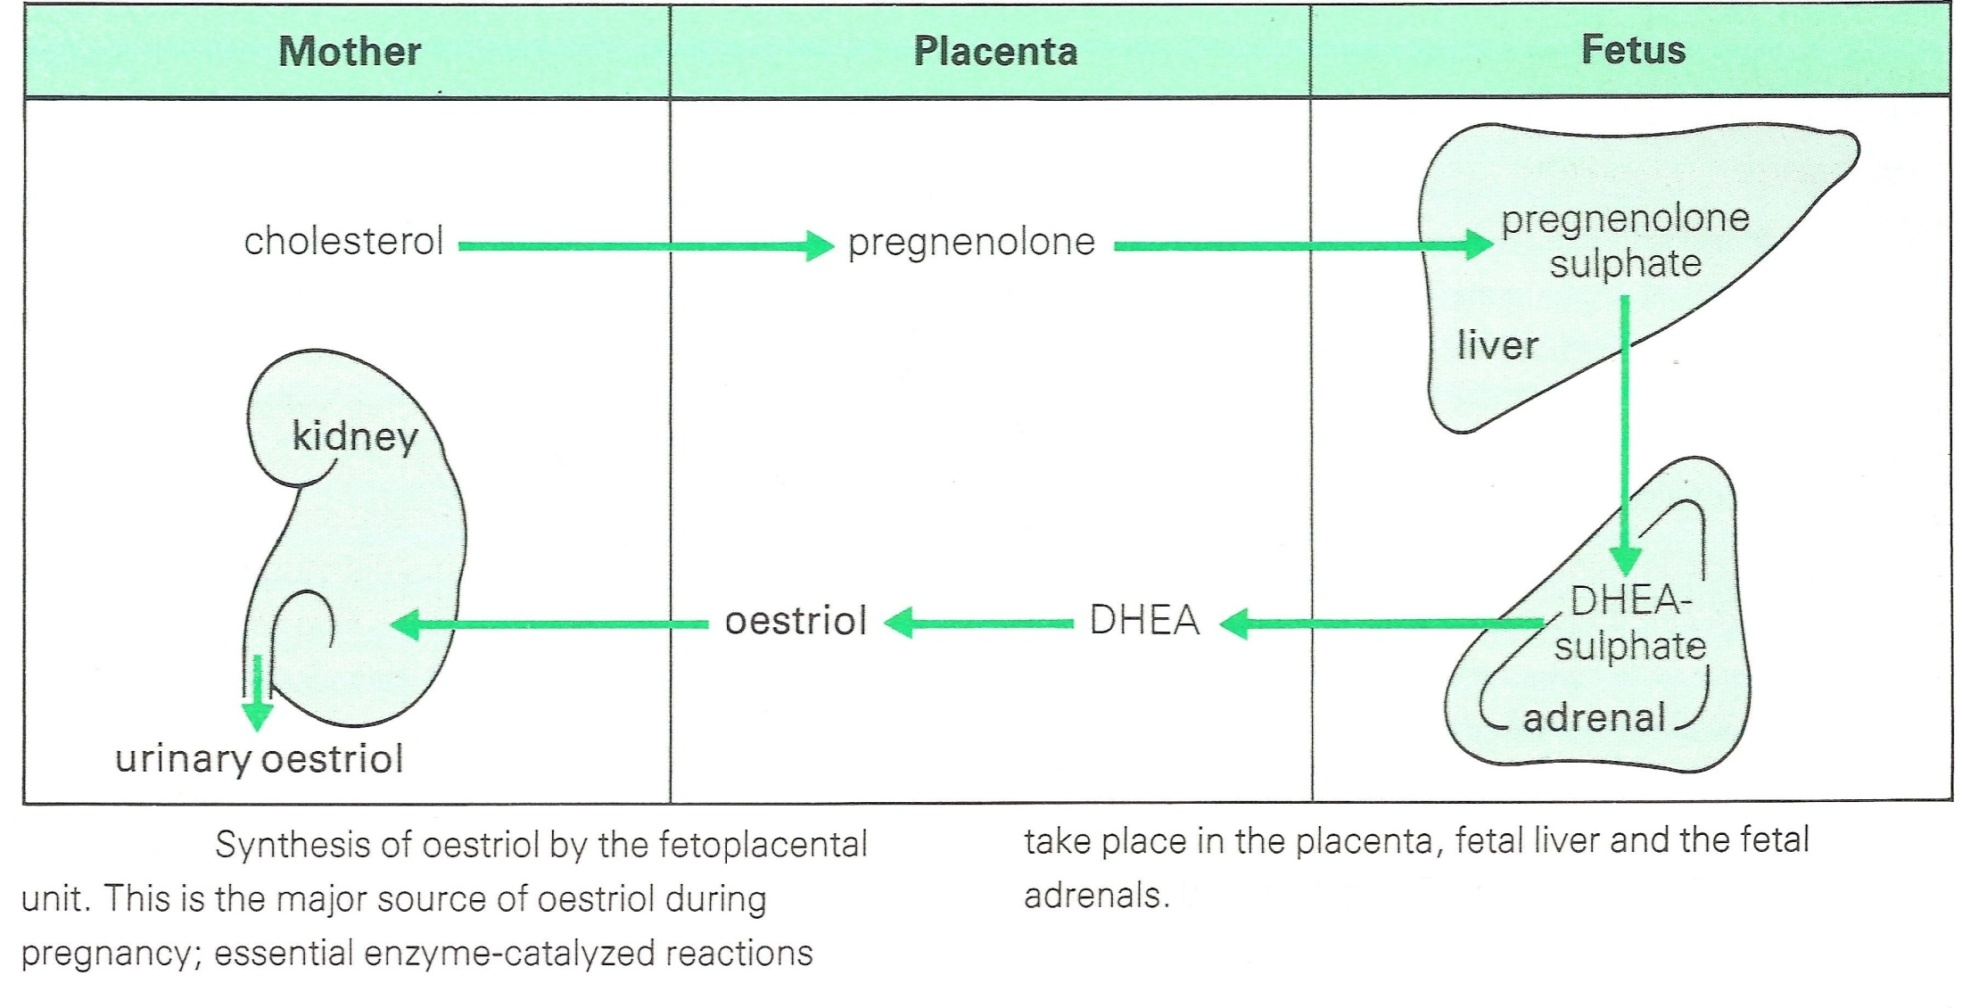 Mother
Placenta
Fetus
cholesterol
pregnenolone
pregnenolone
sulphate
liver
kidney
oestriol
DHEA
DHEA-
sulphate
adrenal
urinary oestriol
Synthesis of oestriol by the fetoplacental
unit. This is the major source of oestriol during
pregnancy; essential enzyme-catalyzed reactions
take place in the placenta, fetal liver and the fetal
adrenals.